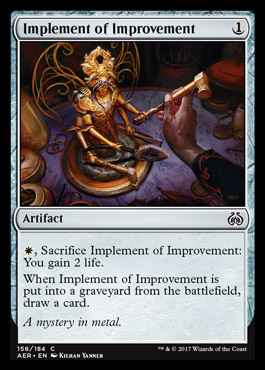 Implement of Improvement 1
Artifact
, Sacrifice Implement of Improvement:
You gain 2 life.
When Implement of Improvement is
put into a graveyard from the battlefield,
draw a card.
A mystery in metal.
158/184 C
AER • EN Kieran Yanner
™ & © 2017 Wizards of the Coast